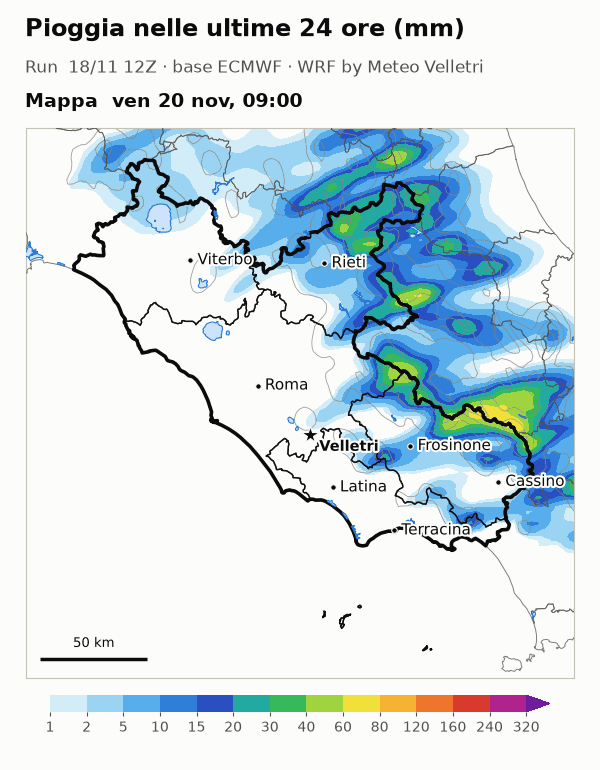 Pioggia nelle ultime 24 ore (mm)
Run  18/11 12Z · base ECMWF · WRF by Meteo Velletri
Mappa  ven 20 nov, 09:00
Viterbo
Rieti
Roma
Velletri
Frosinone
Cassino
Latina
Terracina
50 km
1 2 5 10 15 20 30 40 60 80 120 160 240 320